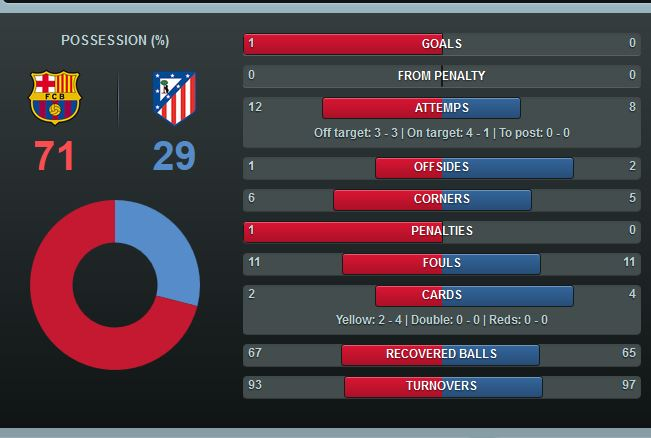 POSSESSION (%)
FCB
71 29
1 GOALS 0
0 FROM PENALTY 0
12 ATTEMPS 8
Off target: 3 - 3 | On target: 4 - 1 | To post: 0 - 0
1 OFFSIDES 2
6 CORNERS 5
1 PENALTIES 0
11 FOULS 11
2 CARDS 4
Yellow: 2 - 4 | Double: 0 - 0 | Reds: 0 - 0
67 RECOVERED BALLS 65
93 TURNOVERS 97